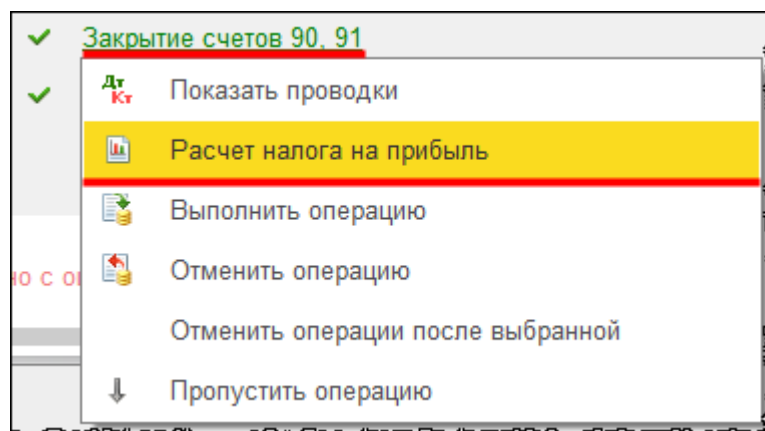 Закрытие счетов 90, 91
Дт
Кт
Показать проводки
Расчет налога на прибыль
Выполнить операцию
но с
Отменить операцию
Отменить операции после выбранной
Пропустить операцию